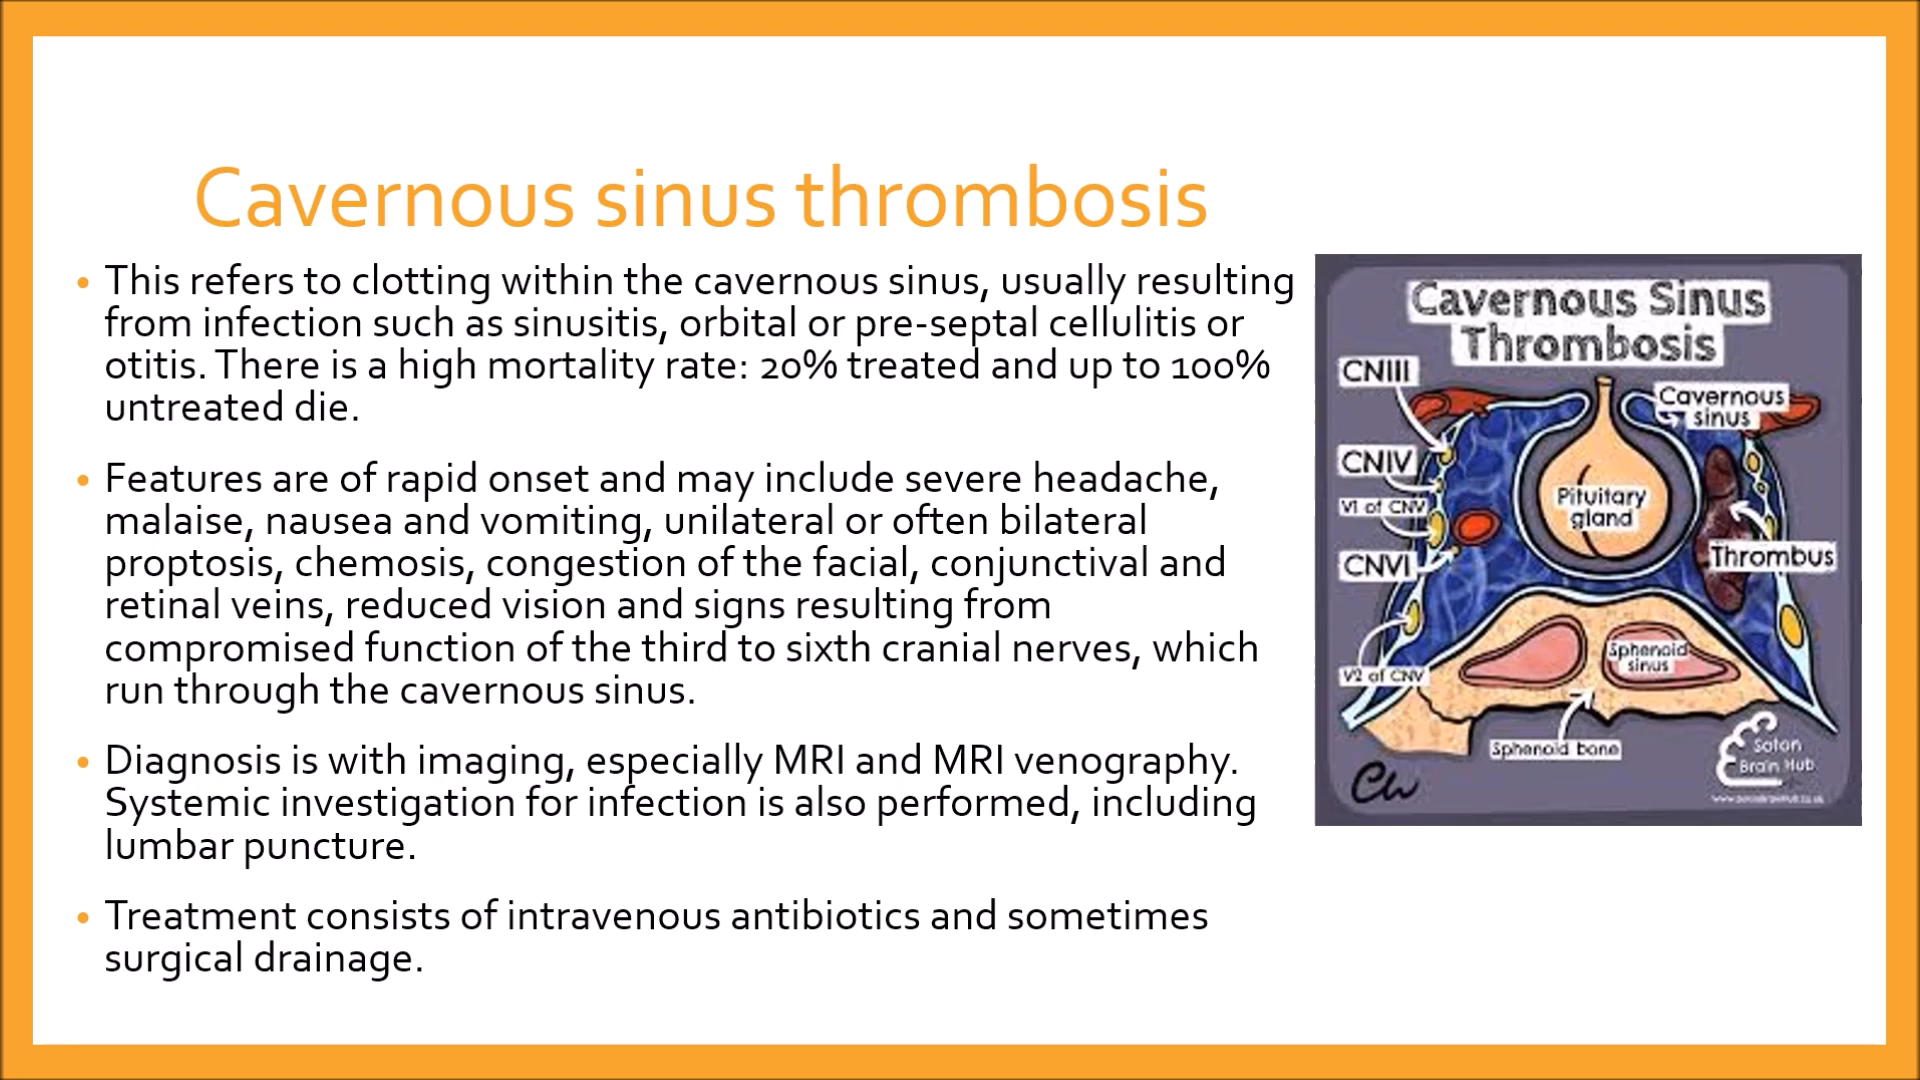 Cavernous sinus thrombosis
• This refers to clotting within the cavernous sinus, usually resulting
from infection such as sinusitis, orbital or pre-septal cellulitis or
otitis. There is a high mortality rate: 20% treated and up to 100%
untreated die.
• Features are of rapid onset and may include severe headache,
malaise, nausea and vomiting, unilateral or often bilateral
proptosis, chemosis, congestion of the facial, conjunctival and
retinal veins, reduced vision and signs resulting from
compromised function of the third to sixth cranial nerves, which
run through the cavernous sinus.
• Diagnosis is with imaging, especially MRI and MRI venography.
Systemic investigation for infection is also performed, including
lumbar puncture.
• Treatment consists of intravenous antibiotics and sometimes
surgical drainage.
Cavernous Sinus
Thrombosis
CNIII
Cavernous
sinus
CNIV
V1 of CNV
Pituitary
gland
CNVI
Thrombus
Sphenoid
sinus
V2 of CNV
Sphenoid bone
Soton
Brain Hub